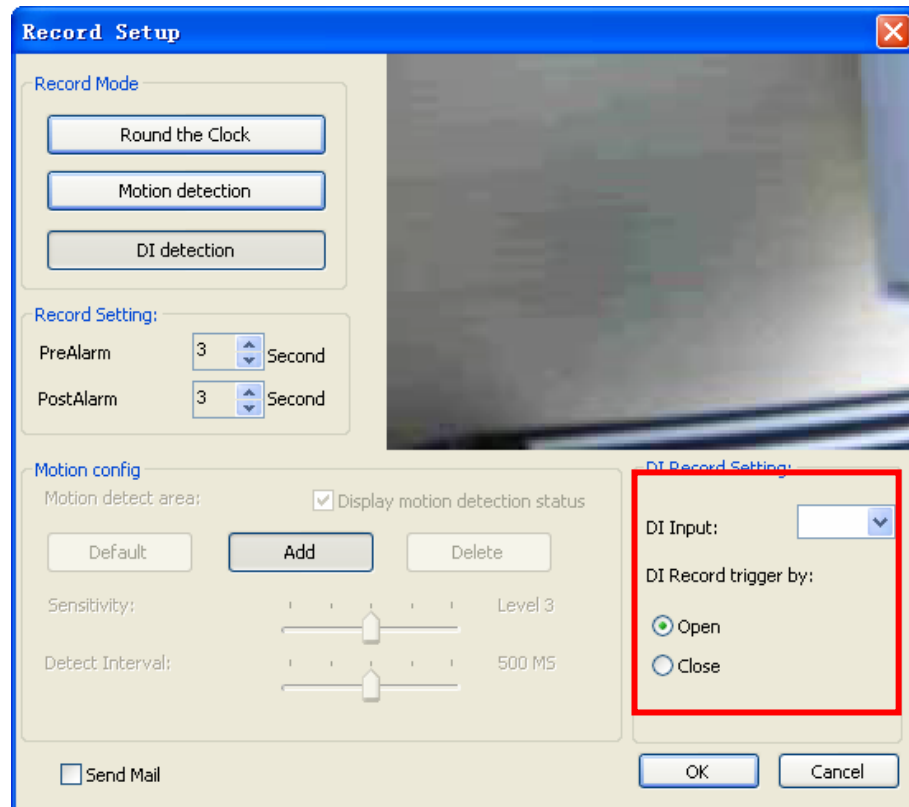 Record Setup
Record Mode
Round the Clock
Motion detection
DI detection
Record Setting:
PreAlarm 3 Second
PostAlarm 3 Second
Motion config
Motion detect area: Display motion detection status
Default Add Delete
Sensitivity: Level 3
Detect Interval: 500 MS
DI Record Setting:
DI Input:
DI Record trigger by:
Open
Close
Send Mail
OK Cancel